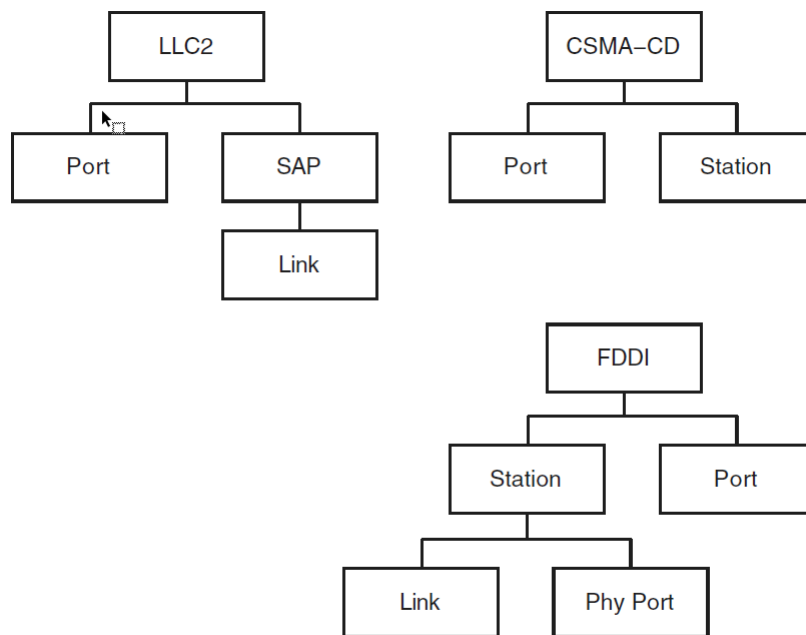 LLC2
CSMA–CD
Port
SAP
Port
Station
Link
FDDI
Station
Port
Link
Phy Port